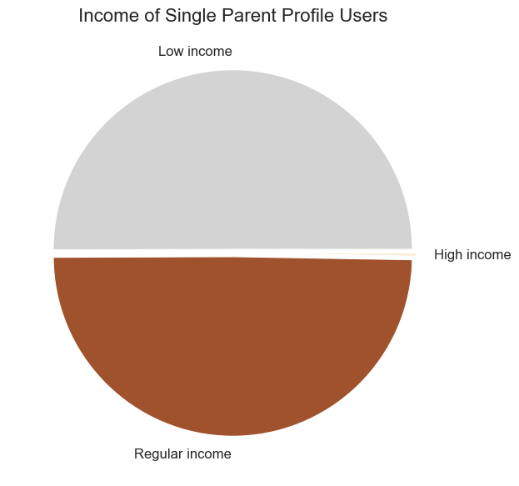 Income of Single Parent Profile Users
Low income
High income
Regular income